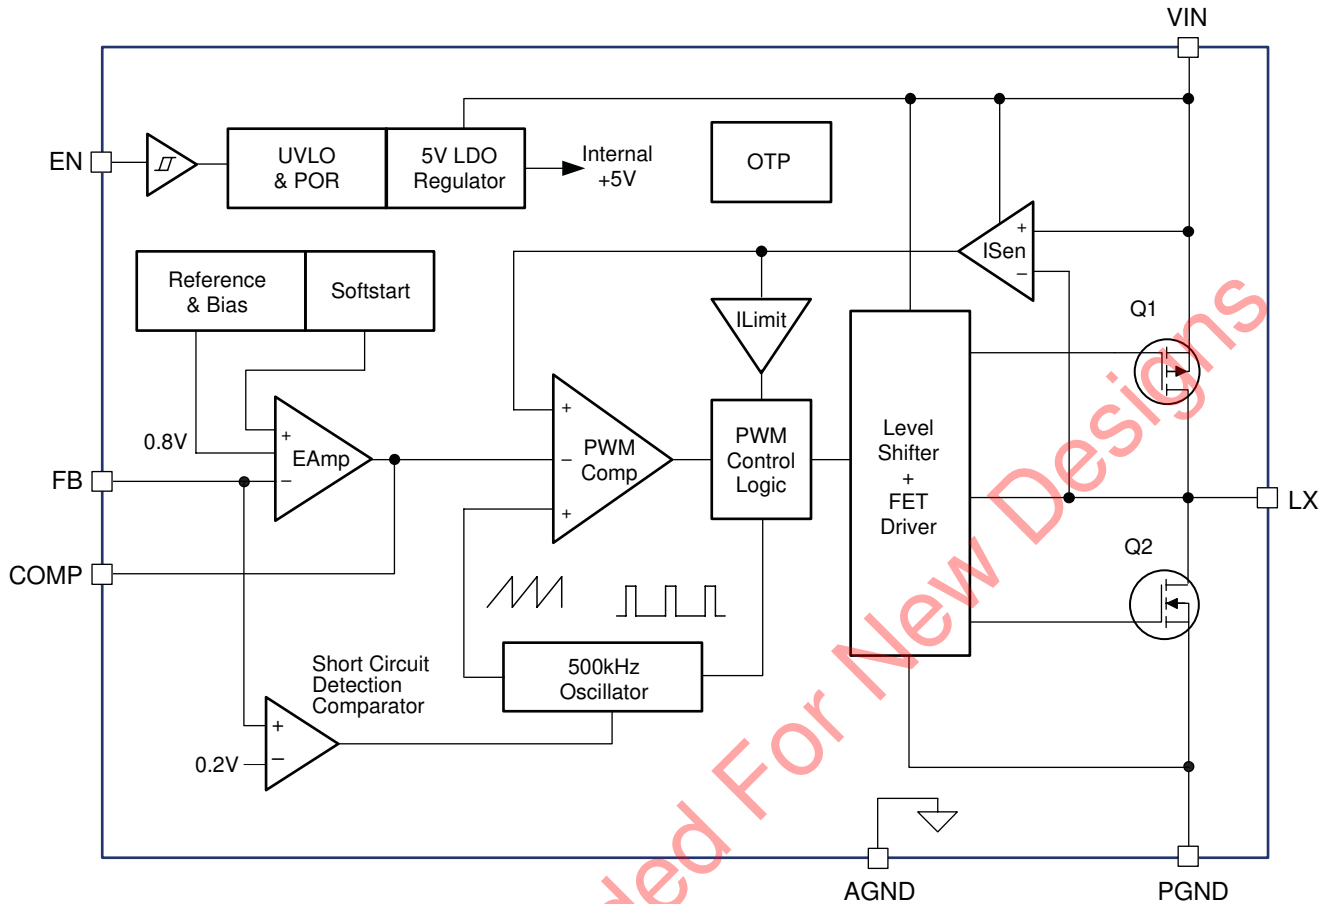 VIN
EN
UVLO
& POR
5V LDO
Regulator
Internal
+5V
OTP
Reference
& Bias
Softstart
+
ISen
−
ILimit
Q1
0.8V
+
EAmp
−
+
−
PWM
Comp
+
PWM
Control
Logic
Level
Shifter
+
FET
Driver
FB
COMP
LX
Q2
500kHz
Oscillator
Short Circuit
Detection
Comparator
+
−
0.2V
AGND
PGND
ded For New Designs